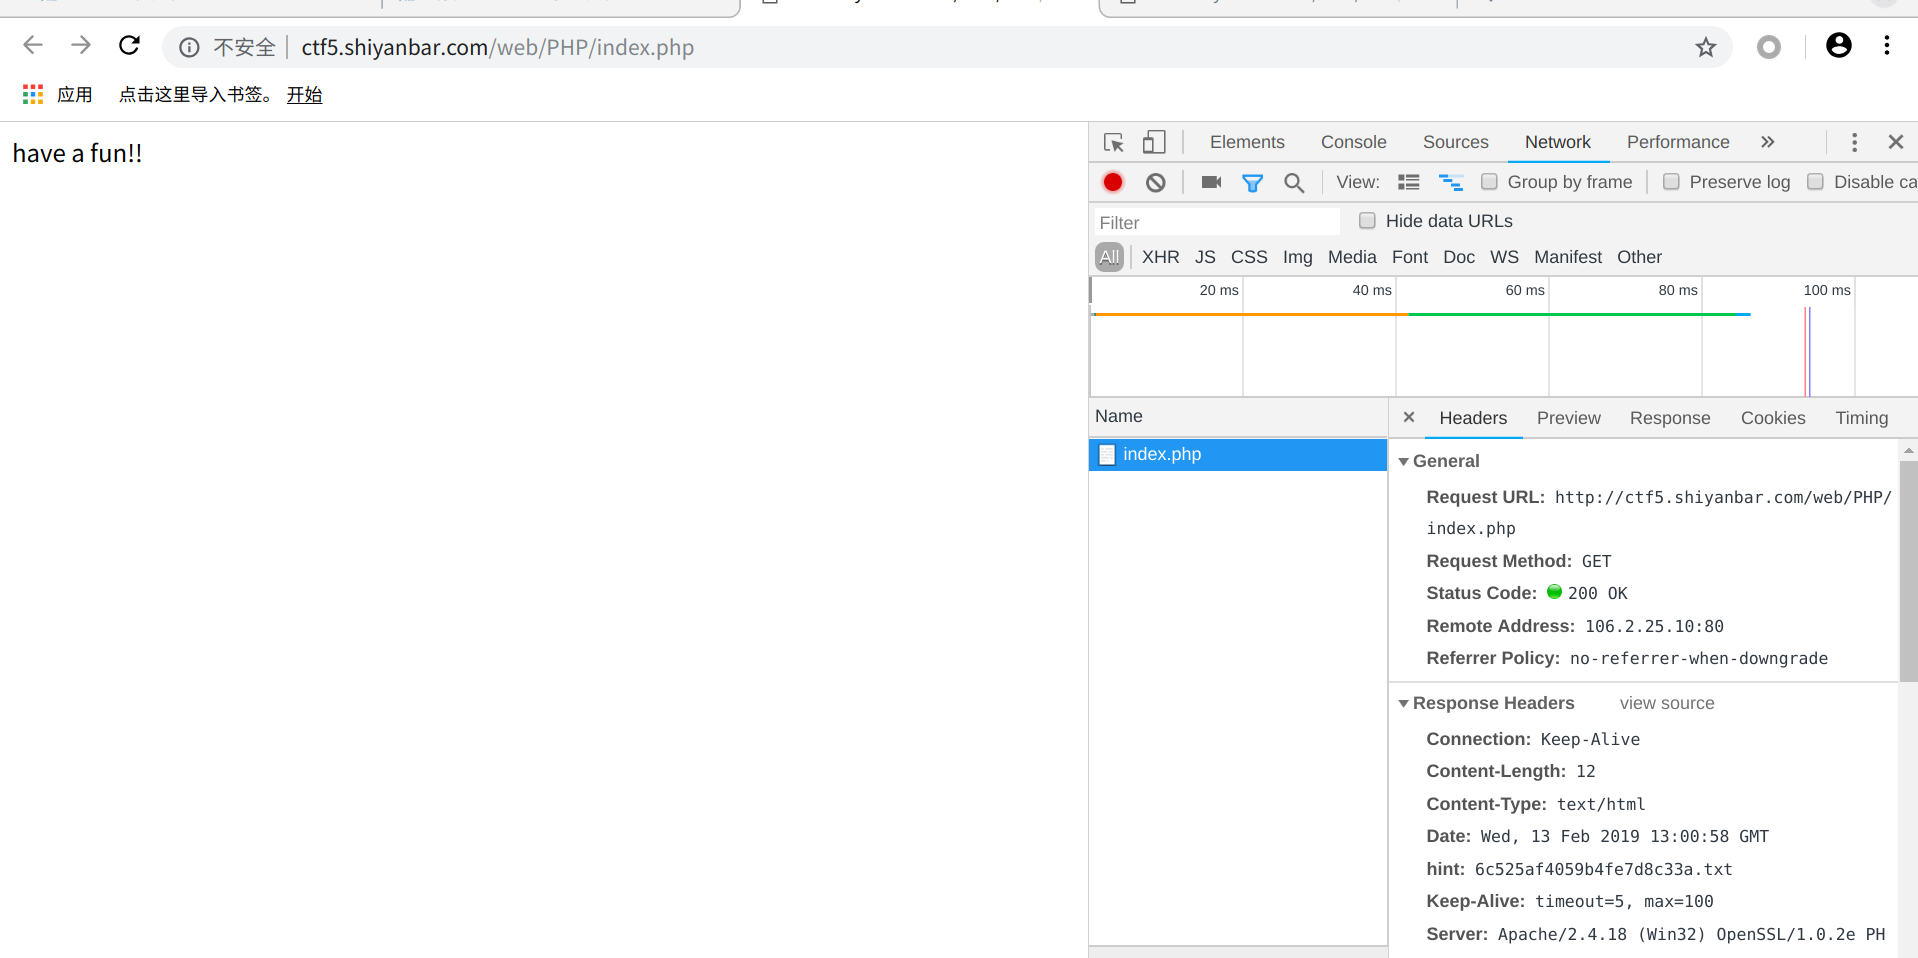 不安全 ctf5.shiyanbar.com/web/PHP/index.php
应用 点击这里导入书签。 开始
have a fun!!
Elements Console Sources Network Performance
View: Group by frame Preserve log Disable ca
Filter Hide data URLs
All XHR JS CSS Img Media Font Doc WS Manifest Other
20 ms 40 ms 60 ms 80 ms 100 ms
Name
index.php
Headers Preview Response Cookies Timing
General
Request URL: http://ctf5.shiyanbar.com/web/PHP/
index.php
Request Method: GET
Status Code: 200 OK
Remote Address: 106.2.25.10:80
Referrer Policy: no-referrer-when-downgrade
Response Headers view source
Connection: Keep-Alive
Content-Length: 12
Content-Type: text/html
Date: Wed, 13 Feb 2019 13:00:58 GMT
hint: 6c525af4059b4fe7d8c33a.txt
Keep-Alive: timeout=5, max=100
Server: Apache/2.4.18 (Win32) OpenSSL/1.0.2e PH